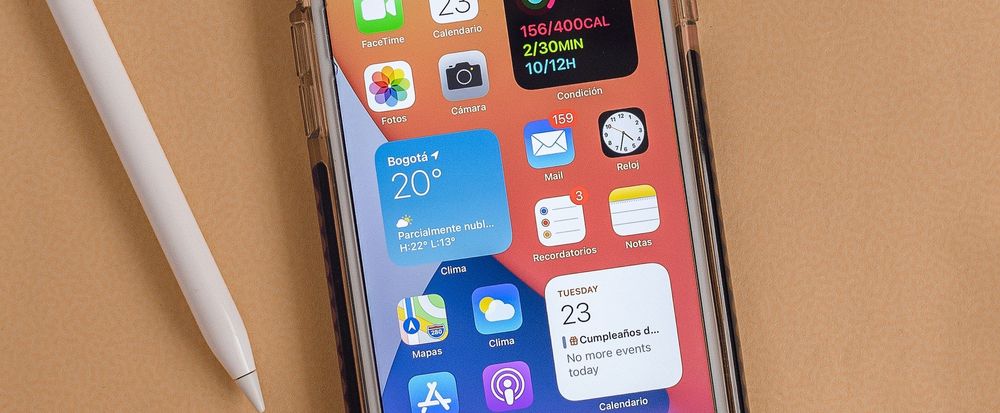 FaceTime
23
Calendario
156/400CAL
2/30MIN
10/12H
Condición
Fotos
Cámara
159
Mail
Reloj
Bogotá
20°
Parcialmente nubl...
H:22° L:13°
Clima
3
Recordatorios
Notas
280
Mapas
Clima
TUESDAY
23
Cumpleaños d...
No more events
today
Calendario